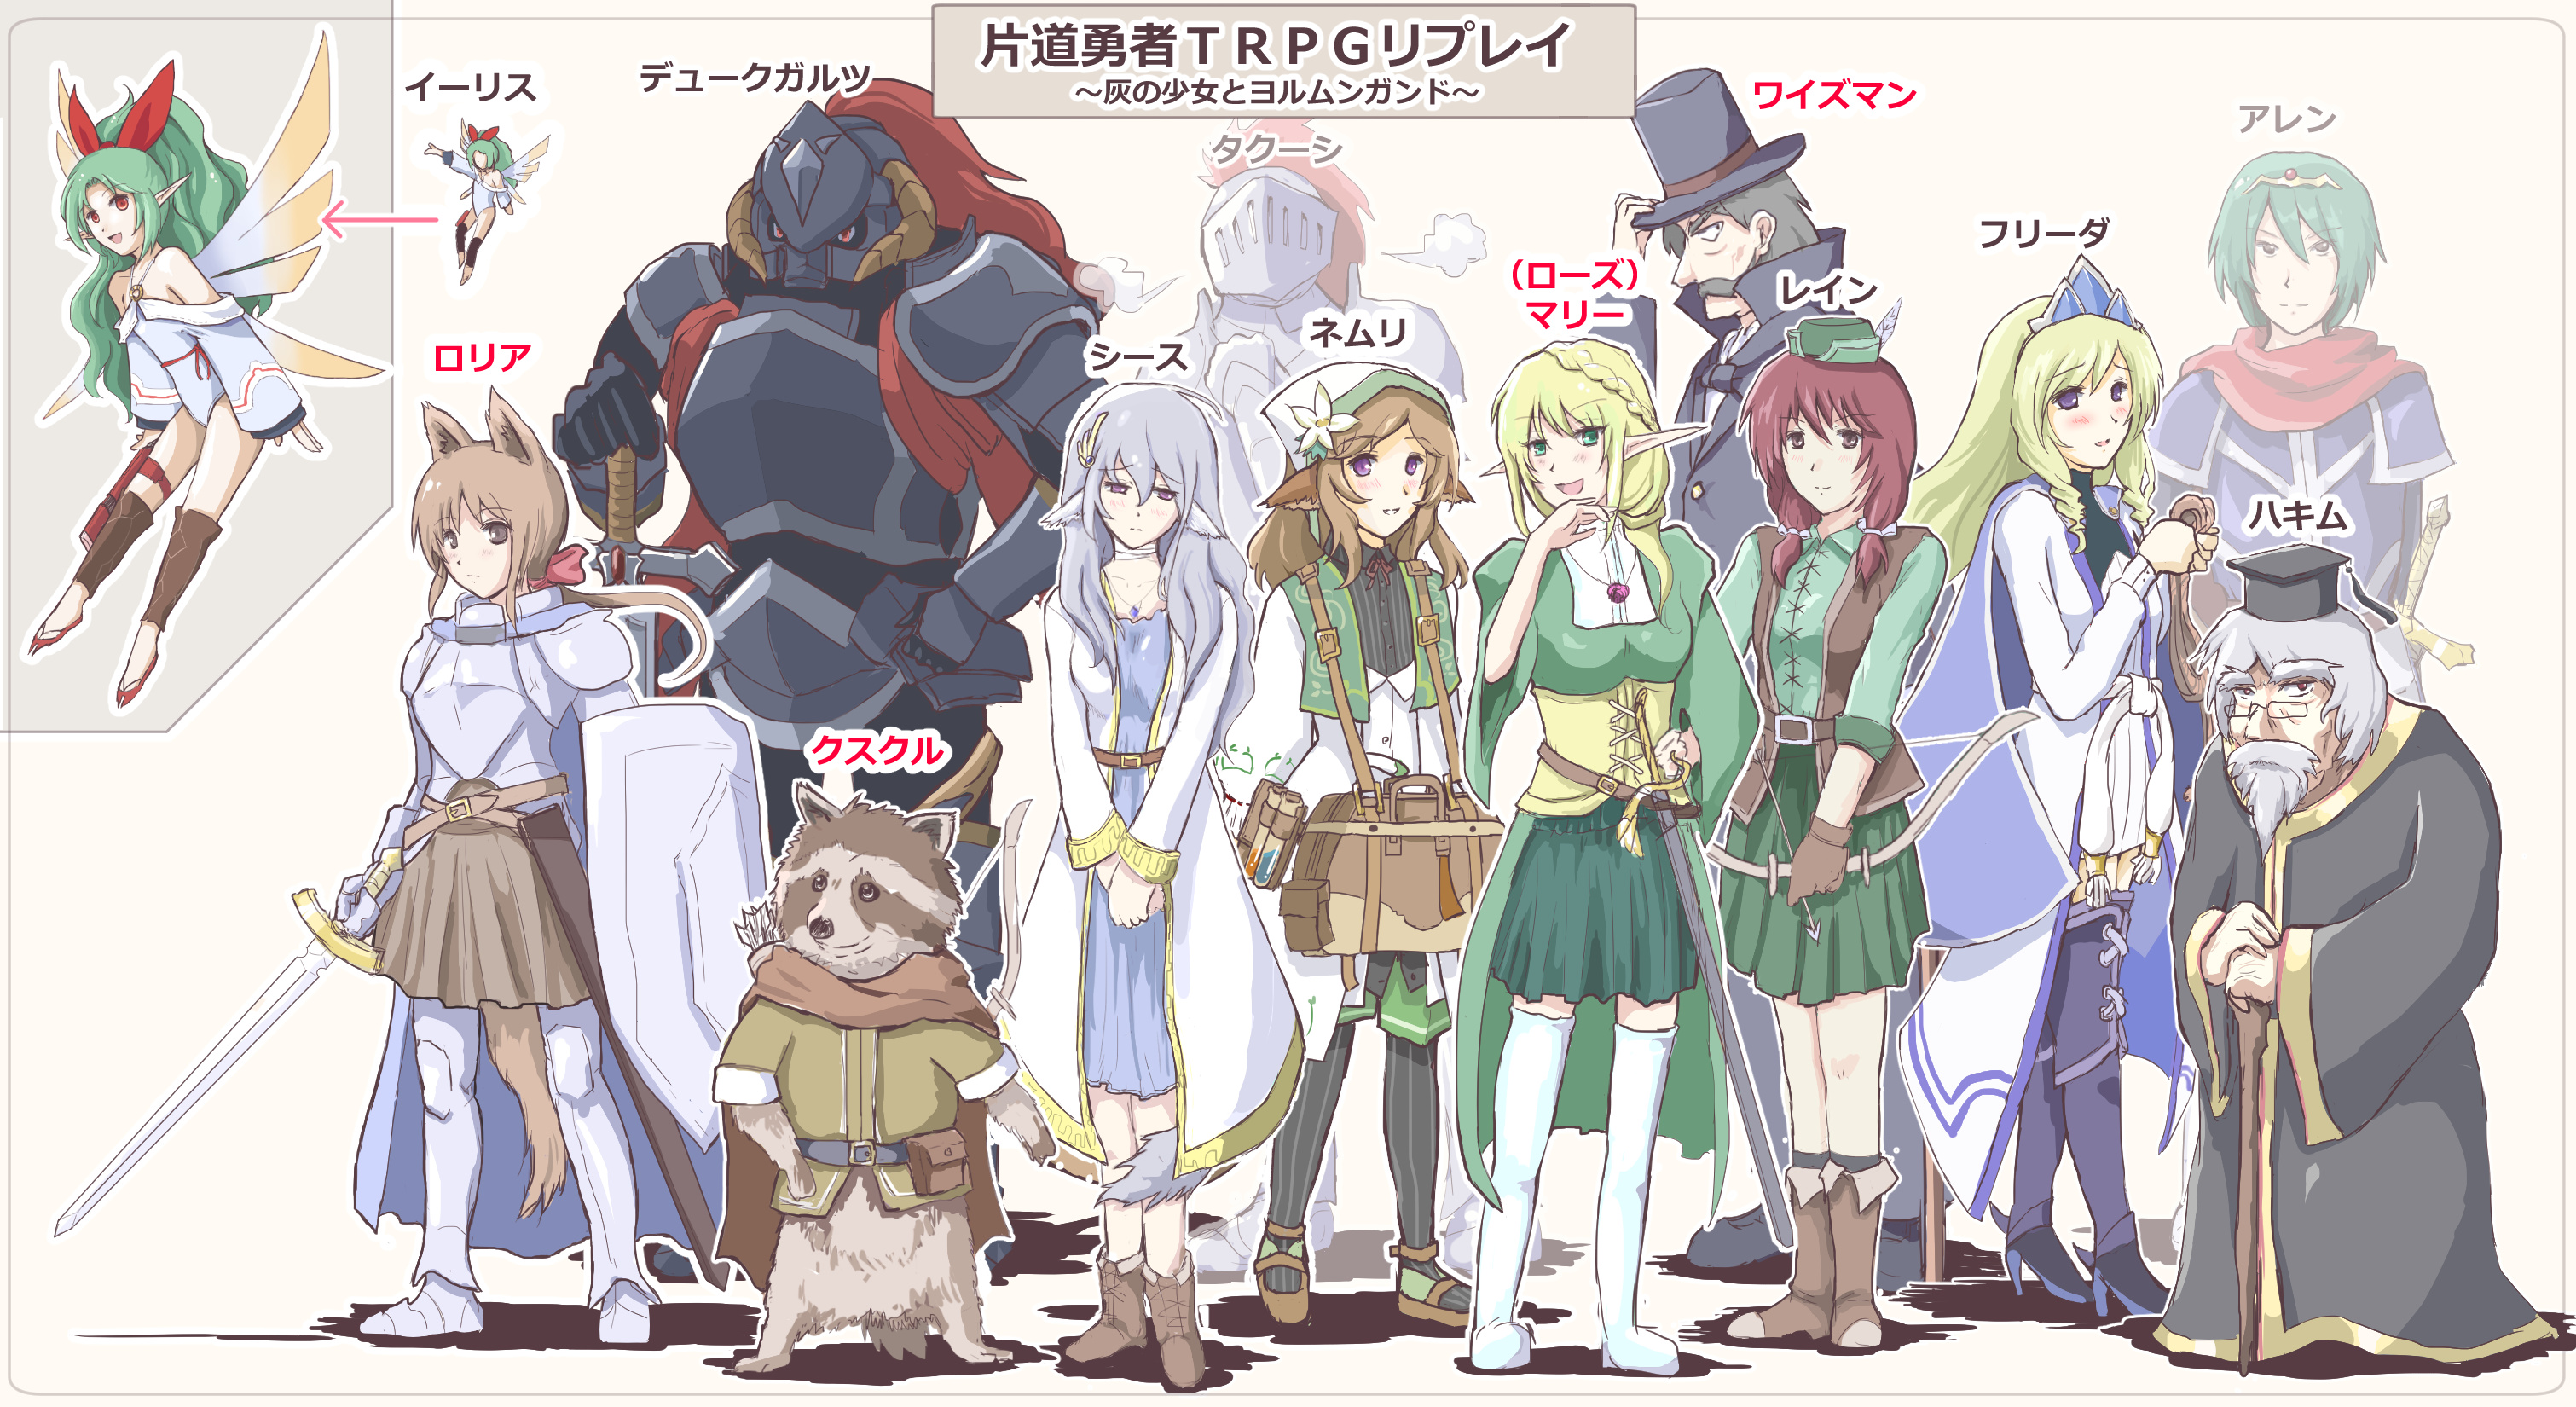 片道勇者ＴＲＰＧリプレイ
～灰の少女とヨルムンガンド～
イーリス
デュークガルツ
タクーシ
ワイズマン
アレン
ロリア
シース
ネムリ
（ローズ）
マリー
レイン
フリーダ
ハキム
クスクル